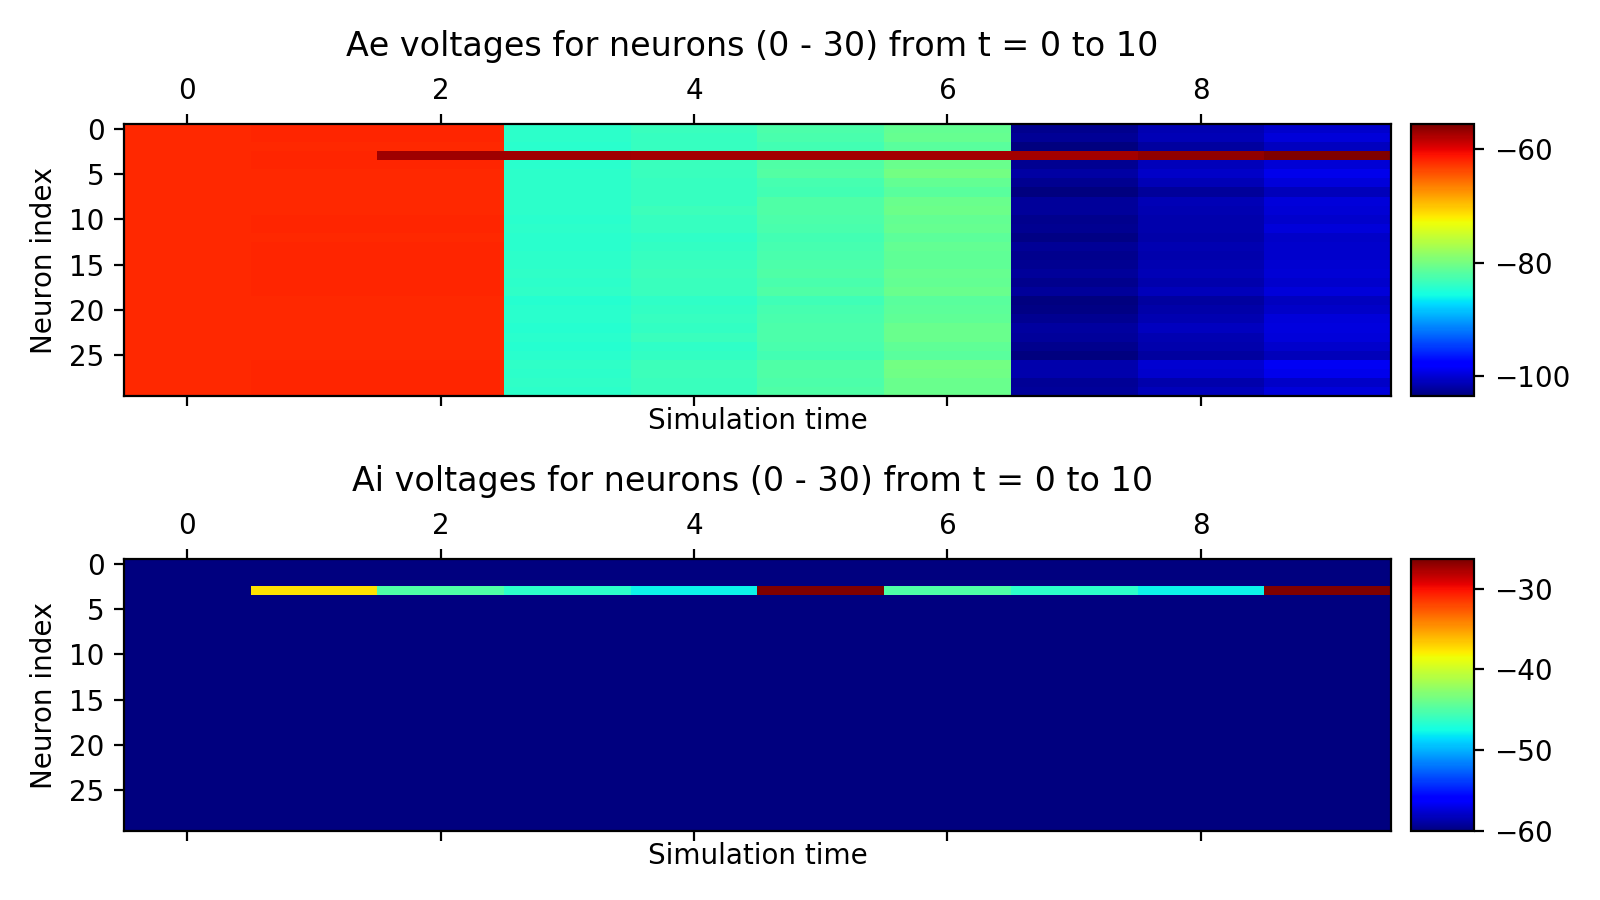 Ae voltages for neurons (0 - 30) from t = 0 to 10
0 2 4 6 8
Neuron index
0
5
10
15
20
25
−60
−80
−100
Simulation time
Ai voltages for neurons (0 - 30) from t = 0 to 10
0 2 4 6 8
Neuron index
0
5
10
15
20
25
−30
−40
−50
−60
Simulation time